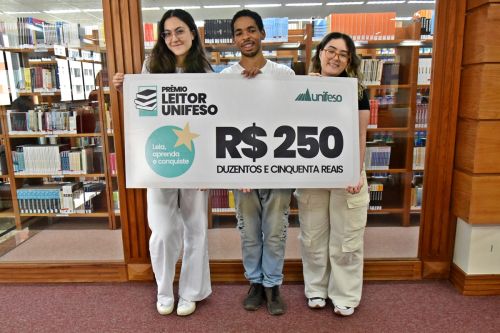 PRÊMIO
LEITOR
UNIFESO
unifeso
Leia,
aprenda
e conquiste
R$ 250
DUZENTOS E CINQUENTA REAIS